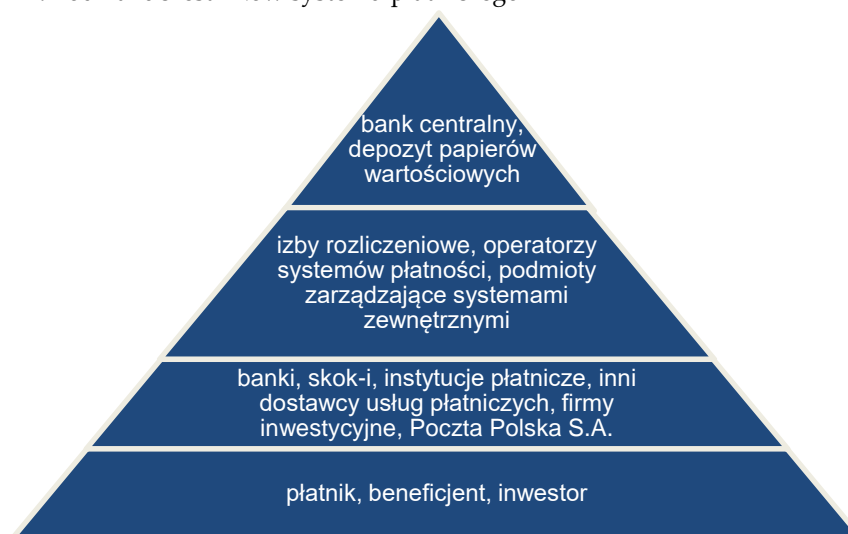 bank centralny,
depozyt papierów
wartościowych
izby rozliczeniowe, operatorzy
systemów płatności, podmioty
zarządzające systemami
zewnętrznymi
banki, skok-i, instytucje płatnicze, inni
dostawcy usług płatniczych, firmy
inwestycyjne, Poczta Polska S.A.
płatnik, beneficjent, inwestor